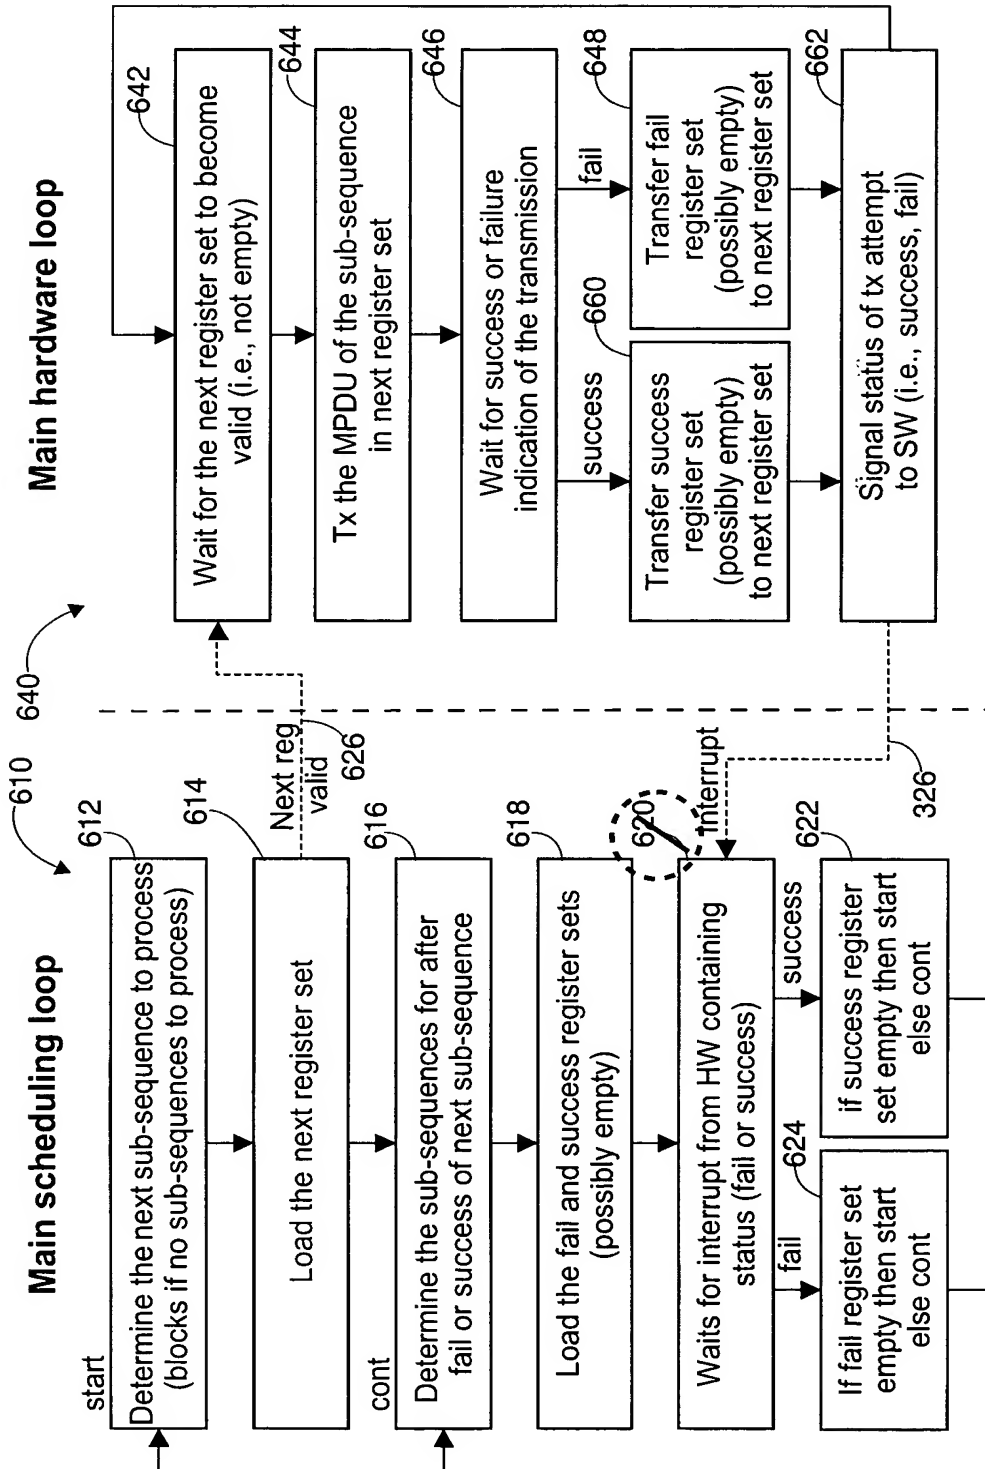 Main scheduling loop
610
start
612
Determine the next sub-sequence to process
(blocks if no sub-sequences to process)
614
Load the next register set
Next reg
valid
626
cont
616
Determine the sub-sequences for after
fail or success of next sub-sequence
618
Load the fail and success register sets
(possibly empty)
620
Waits for interrupt from HW containing
status (fail or success)
Interrupt
326
fail
success
624
If fail register set
empty then start
else cont
622
if success register
set empty then start
else cont
Main hardware loop
640
642
Wait for the next register set to become
valid (i.e., not empty)
644
Tx the MPDU of the sub-sequence
in next register set
646
Wait for success or failure
indication of the transmission
success
fail
660
Transfer success
register set
(possibly empty)
to next register set
648
Transfer fail
register set
(possibly empty)
to next register set
662
Signal status of tx attempt
to SW (i.e., success, fail)